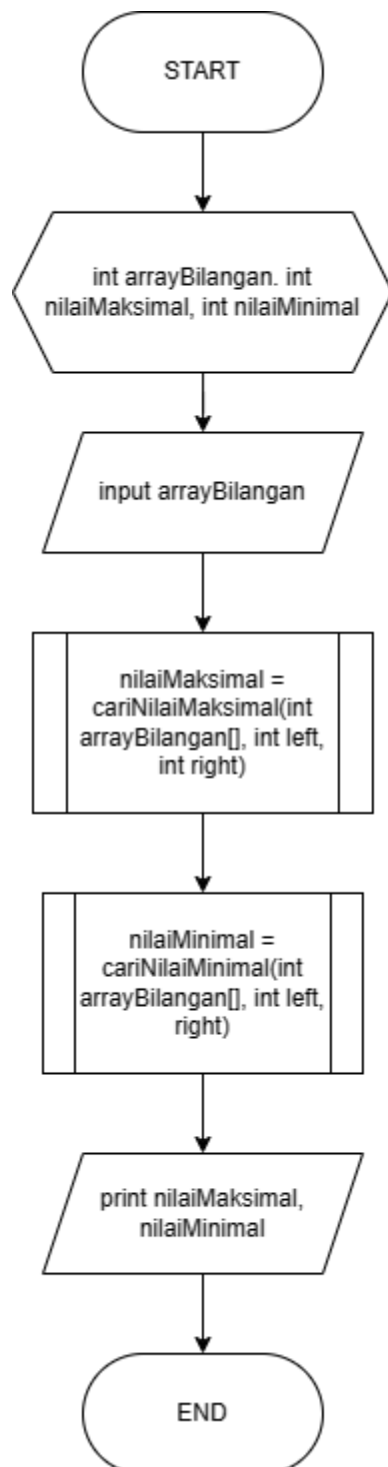 START
int arrayBilangan. int
nilaiMaksimal, int nilaiMinimal
input arrayBilangan
nilaiMaksimal =
cariNilaiMaksimal(int
arrayBilangan[], int left,
int right)
nilaiMinimal =
cariNilaiMinimal(int
arrayBilangan[], int left,
right)
print nilaiMaksimal,
nilaiMinimal
END